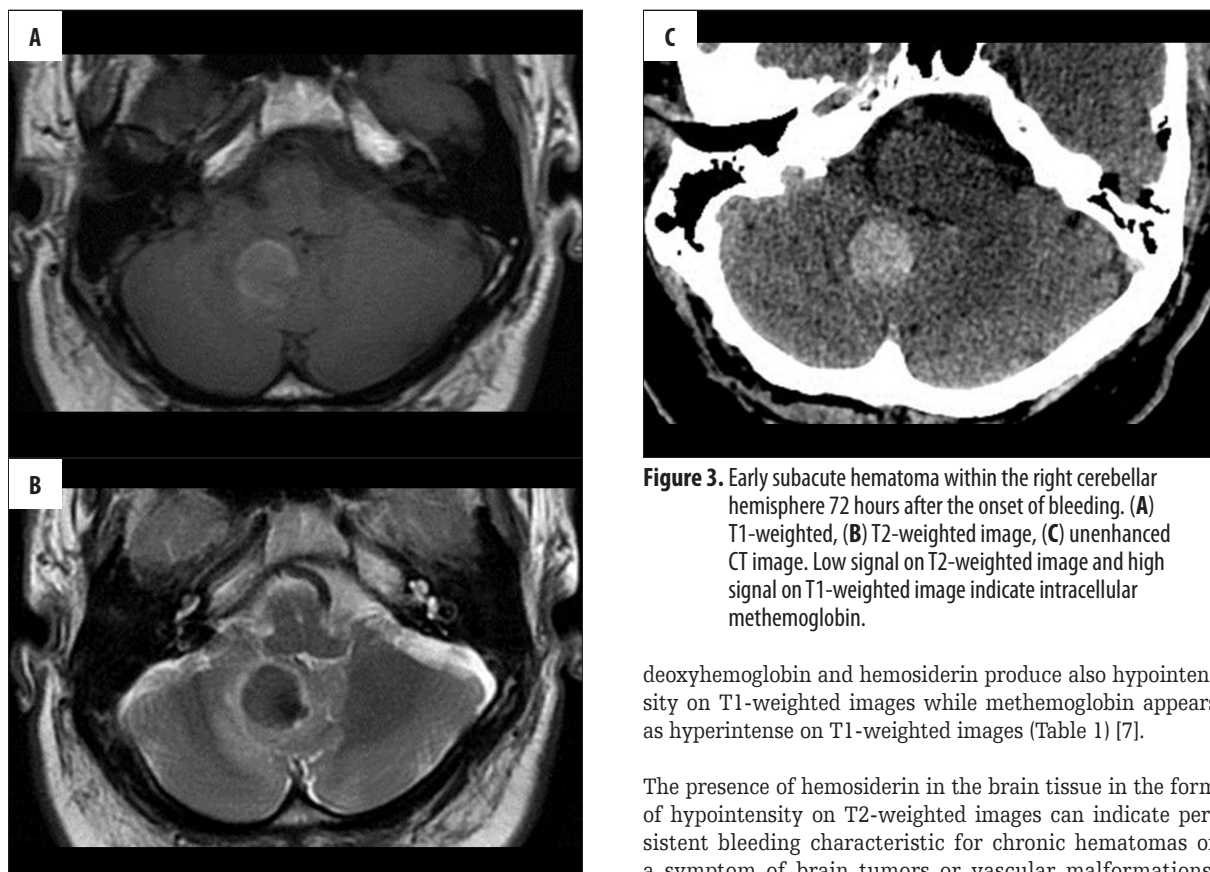 A
B
C
Figure 3. Early subacute hematoma within the right cerebellar
hemisphere 72 hours after the onset of bleeding. (A)
T1-weighted, (B) T2-weighted image, (C) unenhanced
CT image. Low signal on T2-weighted image and high
signal on T1-weighted image indicate intracellular
methemoglobin.
deoxyhemoglobin and hemosiderin produce also hypointen
sity on T1-weighted images while methemoglobin appears
as hyperintense on T1-weighted images (Table 1) [7].
The presence of hemosiderin in the brain tissue in the form
of hypointensity on T2-weighted images can indicate per
sistent bleeding characteristic for chronic hematomas or
a symptom of brain tumors or vascular malformations